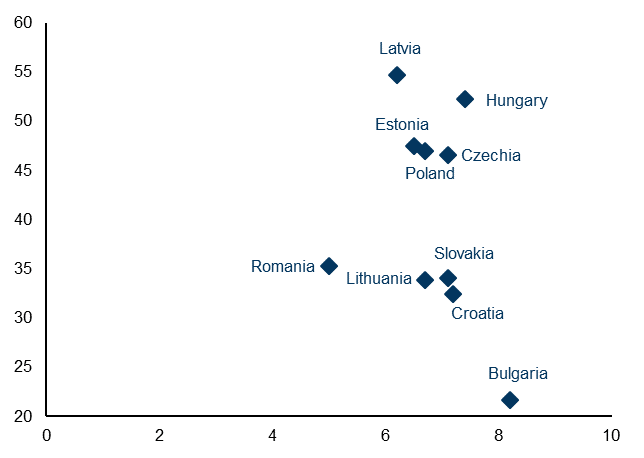 60
Latvia
55
Hungary
50
Estonia
Czechia
45
Poland
40
Slovakia
35
Romania
Lithuania
30
Croatia
25
Bulgaria
20
0 2 4 6 8 10